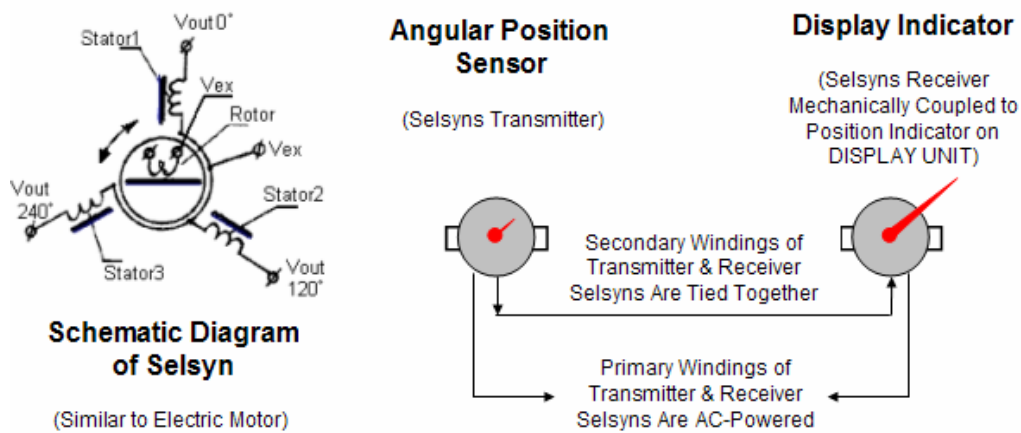 Vout0°
Stator1
Vex
Rotor
Vex
Vout
240°
Stator2
Stator3
Vout
120°
Schematic Diagram
of Selsyn
(Similar to Electric Motor)
Angular Position
Sensor
(Selsyns Transmitter)
Display Indicator
(Selsyns Receiver
Mechanically Coupled to
Position Indicator on
DISPLAY UNIT)
Secondary Windings of
Transmitter & Receiver
Selsyns Are Tied Together
Primary Windings of
Transmitter & Receiver
Selsyns Are AC-Powered